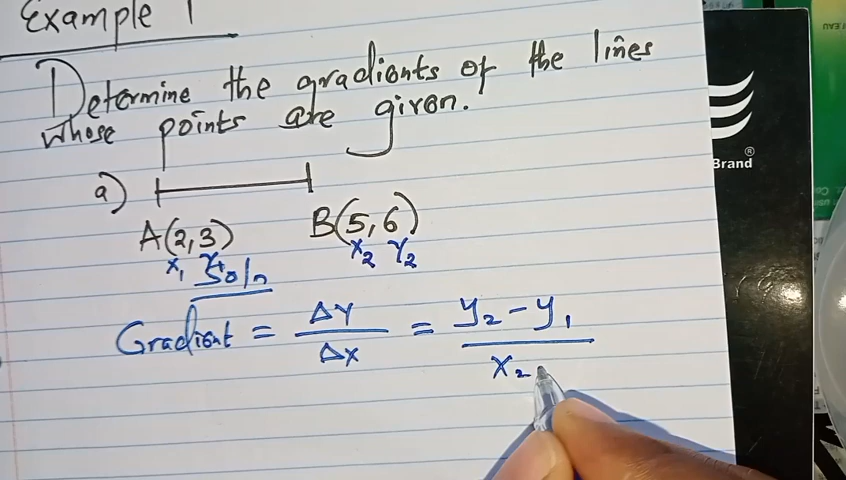 Example 1
Determine the gradients of the lines
whose points are given.
a)
A(2,3) B(5,6)
x₁ y₁ x₂ y₂
Soln
Gradient = Δy/Δx = y₂ - y₁ / x₂
Brand
®